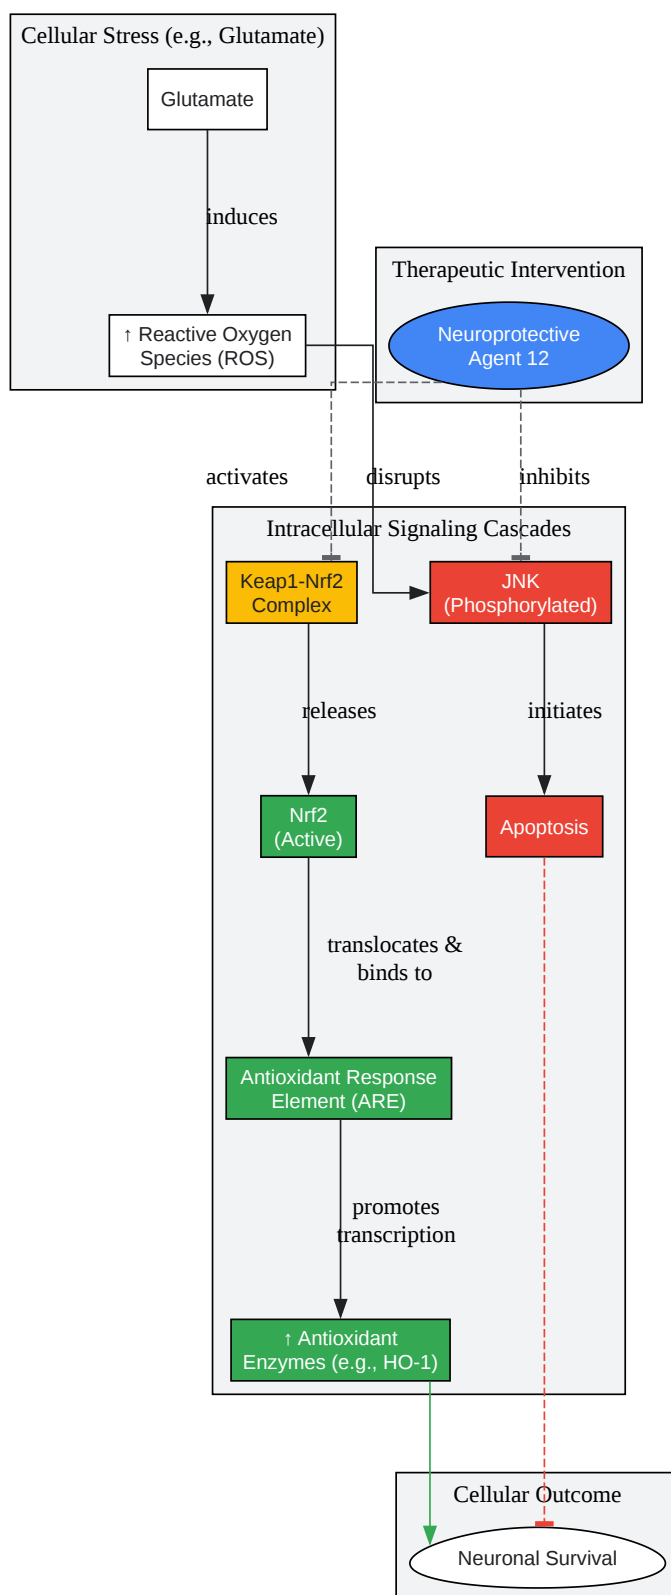 Cellular Stress (e.g., Glutamate)
Glutamate
induces
↑ Reactive Oxygen
Species (ROS)
Therapeutic Intervention
Neuroprotective
Agent 12
activates
disrupts
inhibits
Intracellular Signaling Cascades
Keap1-Nrf2
Complex
JNK
(Phosphorylated)
releases
initiates
Nrf2
(Active)
Apoptosis
translocates &
binds to
Antioxidant Response
Element (ARE)
promotes
transcription
↑ Antioxidant
Enzymes (e.g., HO-1)
Cellular Outcome
Neuronal Survival